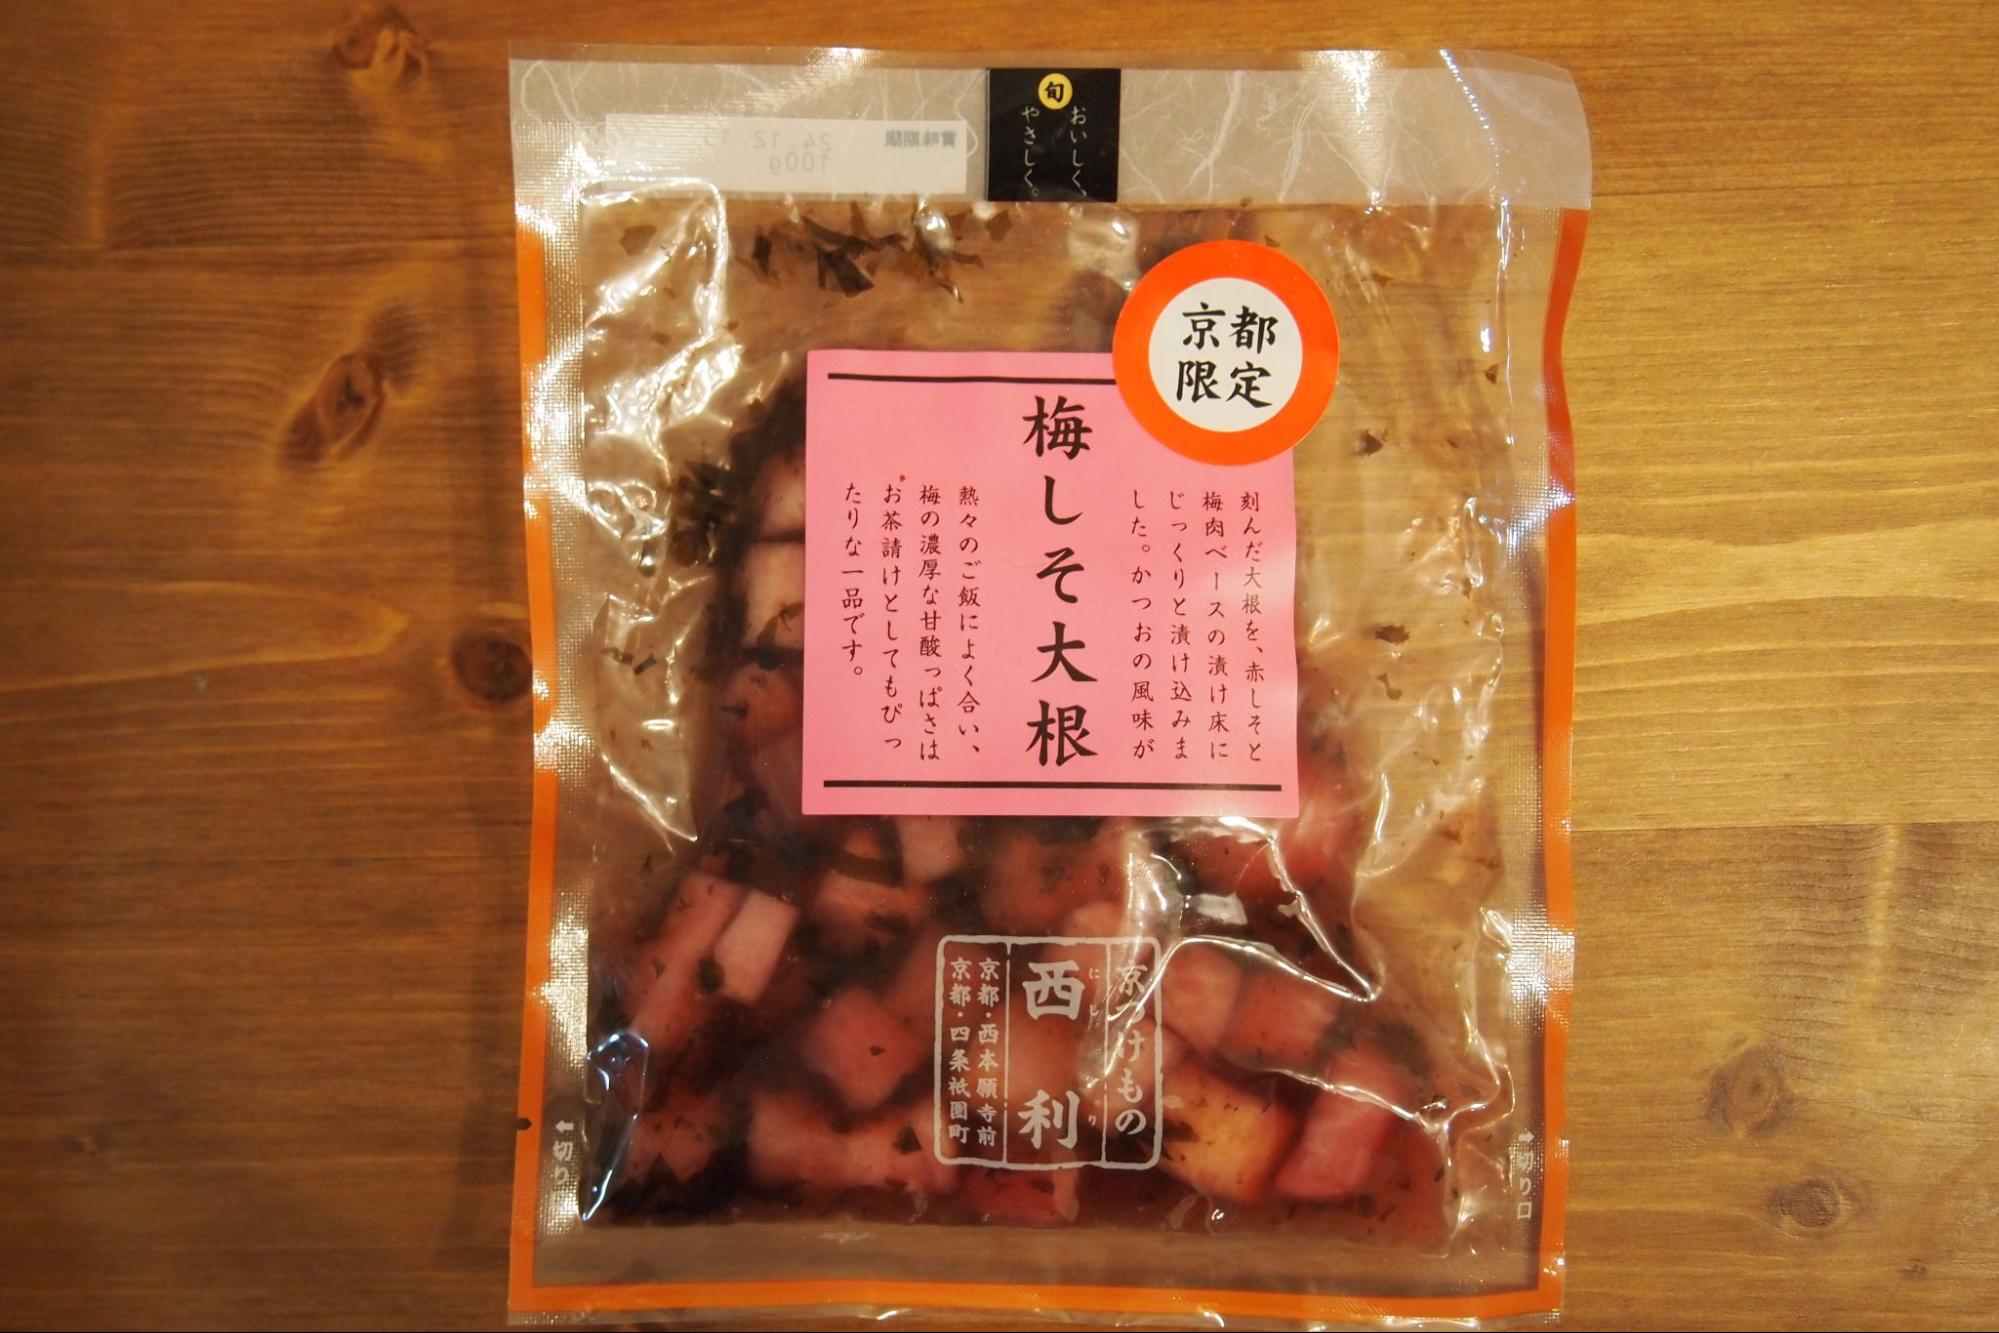 旬
おいしく、
やさしく。
賞味期限 24.12.13
100g
京都
限定
刻んだ大根を、赤しそと
梅肉ベースの漬け床に
じっくりと漬け込みま
した。かつおの風味が
梅しそ大根
熱々のご飯によく合い、
梅の濃厚な甘酸っぱさは
お茶請けとしてもぴっ
たりな一品です。
京つけもの
西利
にしり
京都・西本願寺前
京都・四条祇園町
切り
切り口